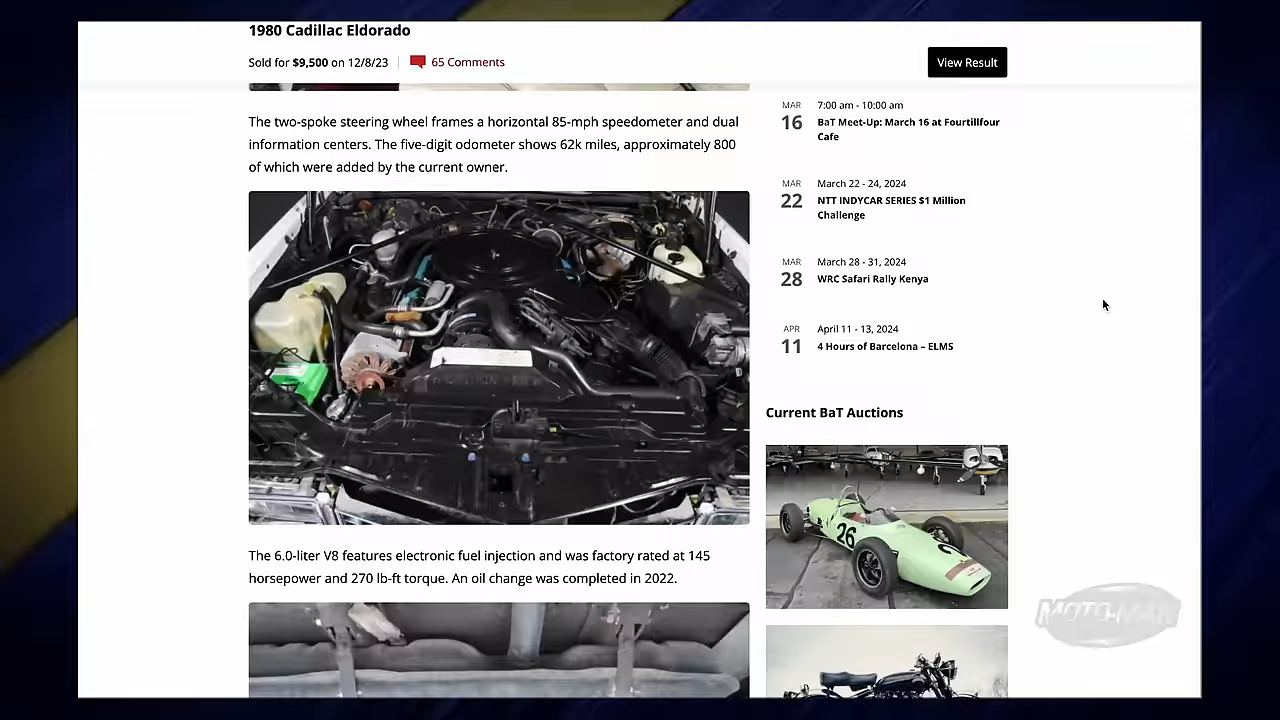 1980 Cadillac Eldorado
Sold for $9,500 on 12/8/23
65 Comments
View Result
The two-spoke steering wheel frames a horizontal 85-mph speedometer and dual
information centers. The five-digit odometer shows 62k miles, approximately 800
of which were added by the current owner.
The 6.0-liter V8 features electronic fuel injection and was factory rated at 145
horsepower and 270 lb-ft torque. An oil change was completed in 2022.
MAR
16
7:00 am - 10:00 am
BaT Meet-Up: March 16 at Fourtillfour
Cafe
MAR
22
March 22 - 24, 2024
NTT INDYCAR SERIES $1 Million
Challenge
MAR
28
March 28 - 31, 2024
WRC Safari Rally Kenya
APR
11
April 11 - 13, 2024
4 Hours of Barcelona – ELMS
Current BaT Auctions
26
MOTOMAN